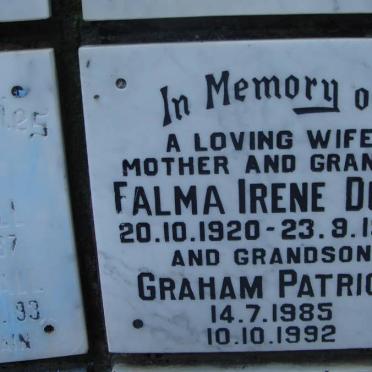 In Memory o
A LOVING WIFE
MOTHER AND GRAN
FALMA IRENE D
20.10.1920 - 23.9.1
AND GRANDSON
GRAHAM PATRIC
14.7.1985
10.10.1992